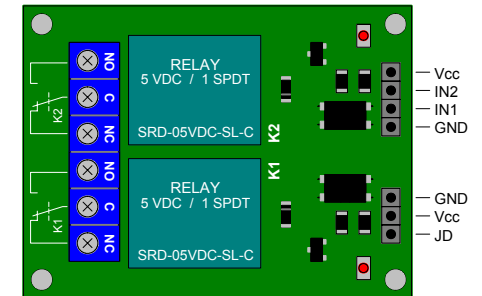 RELAY
5 VDC / 1 SPDT
SRD-05VDC-SL-C
K2
NO
C
NC
K2
Vcc
IN2
IN1
GND
RELAY
5 VDC / 1 SPDT
SRD-05VDC-SL-C
K1
NO
C
NC
K1
GND
Vcc
JD